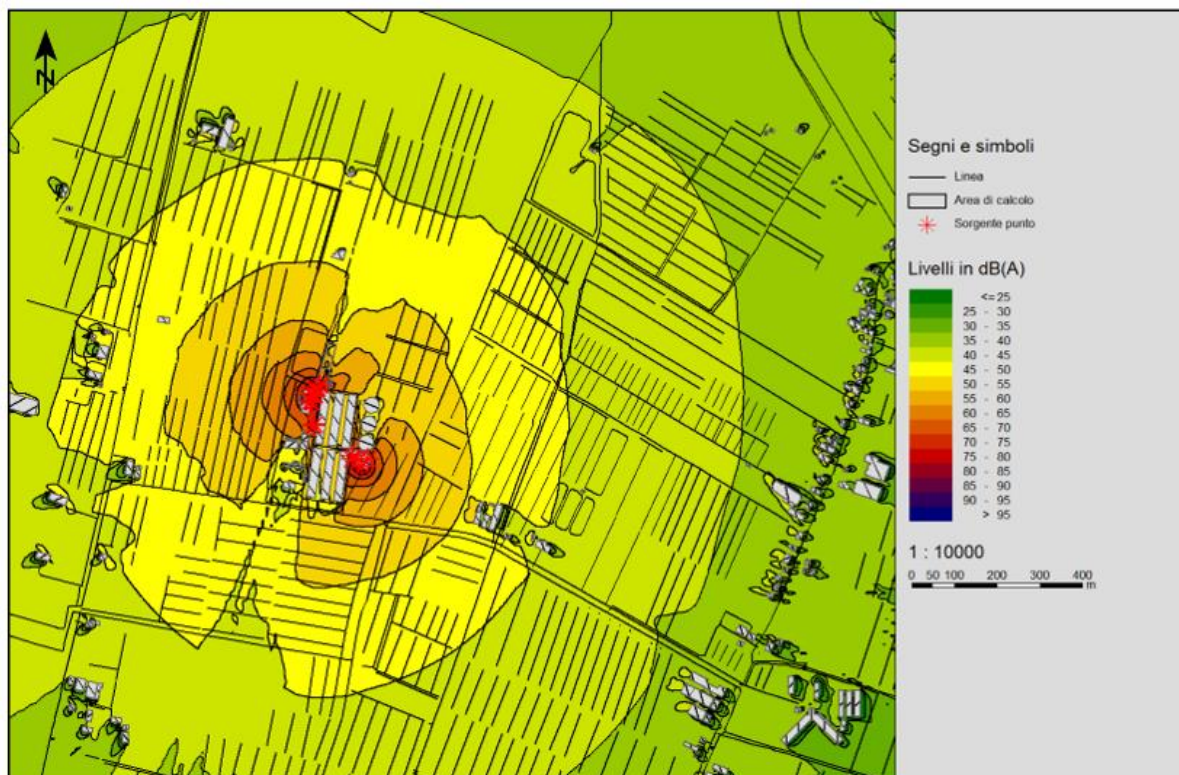 N
Segni e simboli
Linea
Area di calcolo
Sorgente punto
Livelli in dB(A)
<= 25
25 - 30
30 - 35
35 - 40
40 - 45
45 - 50
50 - 55
55 - 60
60 - 65
65 - 70
70 - 75
75 - 80
80 - 85
85 - 90
90 - 95
> 95
1 : 10000
0 50 100 200 300 400
m